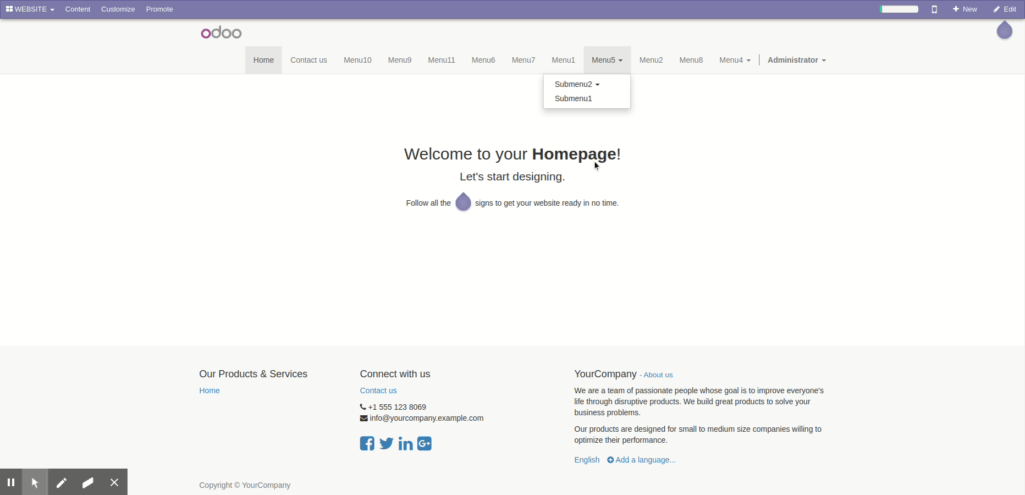 WEBSITE Content Customize Promote New Edit
odoo
Home Contact us Menu10 Menu9 Menu11 Menu6 Menu7 Menu1 Menu5 Menu2 Menu8 Menu4 Administrator
Submenu2
Submenu1
Welcome to your Homepage!
Let's start designing.
Follow all the signs to get your website ready in no time.
Our Products & Services
Home
Connect with us
Contact us
+1 555 123 8069
info@yourcompany.example.com
YourCompany - About us
We are a team of passionate people whose goal is to improve everyone's
life through disruptive products. We build great products to solve your
business problems.
Our products are designed for small to medium size companies willing to
optimize their performance.
English Add a language...
Copyright © YourCompany